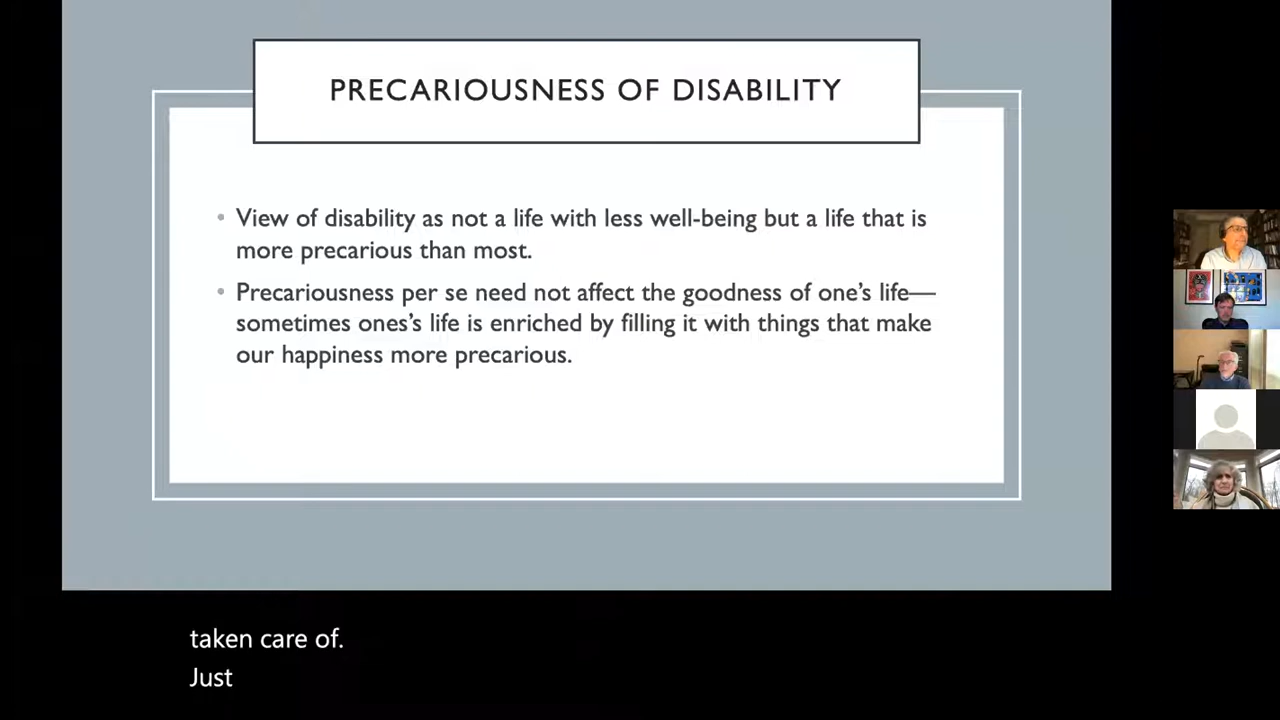 PRECARIOUSNESS OF DISABILITY
• View of disability as not a life with less well-being but a life that is
more precarious than most.
• Precariousness per se need not affect the goodness of one’s life—
sometimes ones’s life is enriched by filling it with things that make
our happiness more precarious.
taken care of.
Just